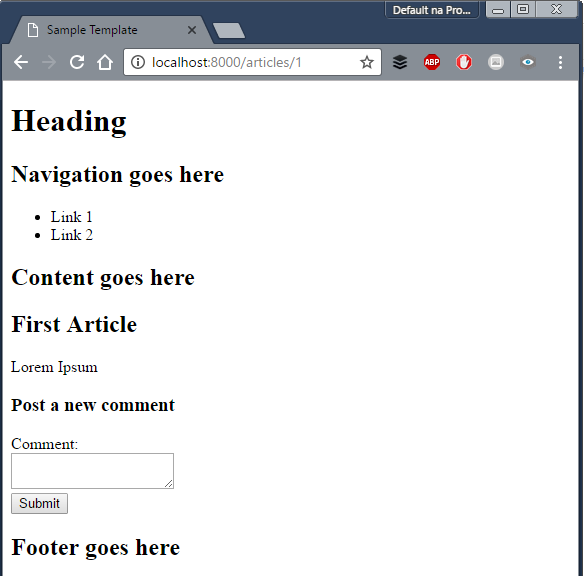 Default na Pro...
Sample Template
localhost:8000/articles/1
ABP
Heading
Navigation goes here
Link 1
Link 2
Content goes here
First Article
Lorem Ipsum
Post a new comment
Comment:
Submit
Footer goes here